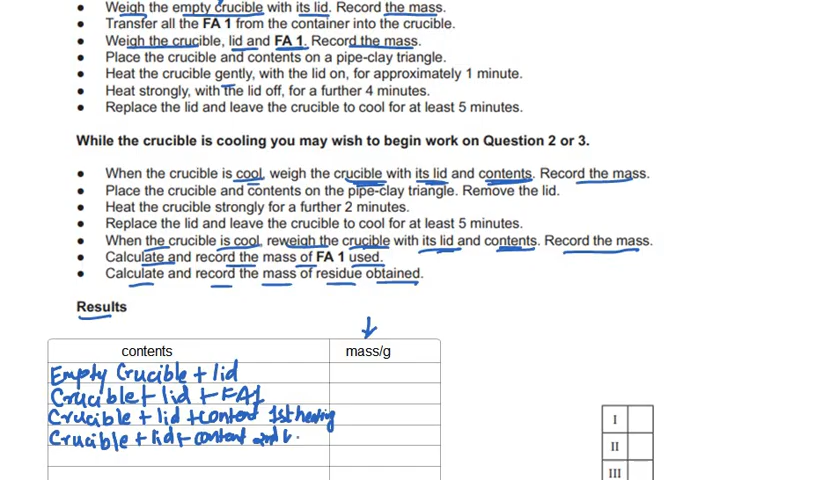 • Weigh the empty crucible with its lid. Record the mass.
• Transfer all the FA 1 from the container into the crucible.
• Weigh the crucible, lid and FA 1. Record the mass.
• Place the crucible and contents on a pipe-clay triangle.
• Heat the crucible gently, with the lid on, for approximately 1 minute.
• Heat strongly, with the lid off, for a further 4 minutes.
• Replace the lid and leave the crucible to cool for at least 5 minutes.
While the crucible is cooling you may wish to begin work on Question 2 or 3.
• When the crucible is cool, weigh the crucible with its lid and contents. Record the mass.
• Place the crucible and contents on the pipe-clay triangle. Remove the lid.
• Heat the crucible strongly for a further 2 minutes.
• Replace the lid and leave the crucible to cool for at least 5 minutes.
• When the crucible is cool, reweigh the crucible with its lid and contents. Record the mass.
• Calculate and record the mass of FA 1 used.
• Calculate and record the mass of residue obtained.
Results
contents mass/g
Empty Crucible + lid
Crucible + lid + FA1
Crucible + lid + content 1st heating
Crucible + lid + content 2nd
I
II
III